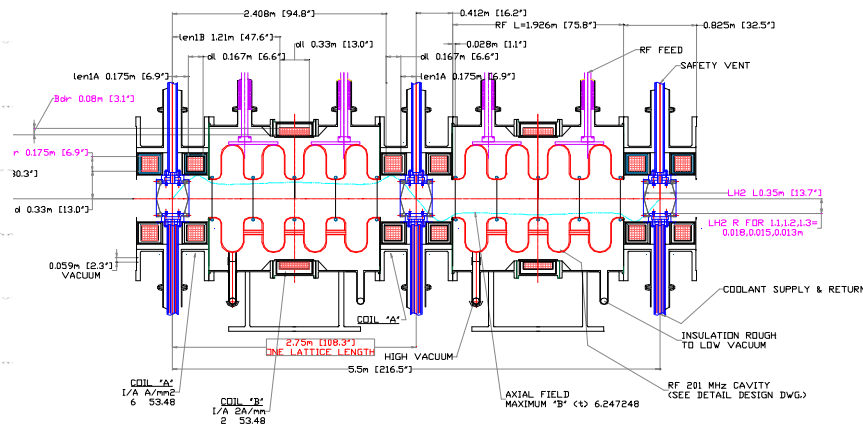 2.408m [94.8"]
0.412m [16.2"]
RF L=1.926m [75.8"]
0.825m [32.5"]
len1B 1.21m [47.6"]
dll 0.33m [13.0"]
0.028m [1.1"]
dll 0.167m [6.6"]
dll 0.167m [6.6"]
RF FEED
len1A 0.175m [6.9"]
len1A 0.175m [6.9"]
SAFETY VENT
0.08m [3.1"]
r 0.175m [6.9"]
30.3")
dl 0.33m [13.0"]
LH2 L0.35m [13.7"]
LH2 R FOR 1.1,1.2,1.3=
0.018,0.015,0.013m
0.059m [2.3"]
VACUUM
COOLANT SUPPLY & RETURN
COIL "A"
2.75m [108.3"]
ONE LATTICE LENGTH
HIGH VACUUM
INSULATION ROUGH
TO LOW VACUUM
5.5m [216.5"]
COIL "A"
I/A A/mm2
6 53.48
COIL "B"
I/A 2A/mm
2 53.48
AXIAL FIELD
MAXIMUM "B" (t) 6.247248
RF 201 MHz CAVITY
(SEE DETAIL DESIGN DWG.)